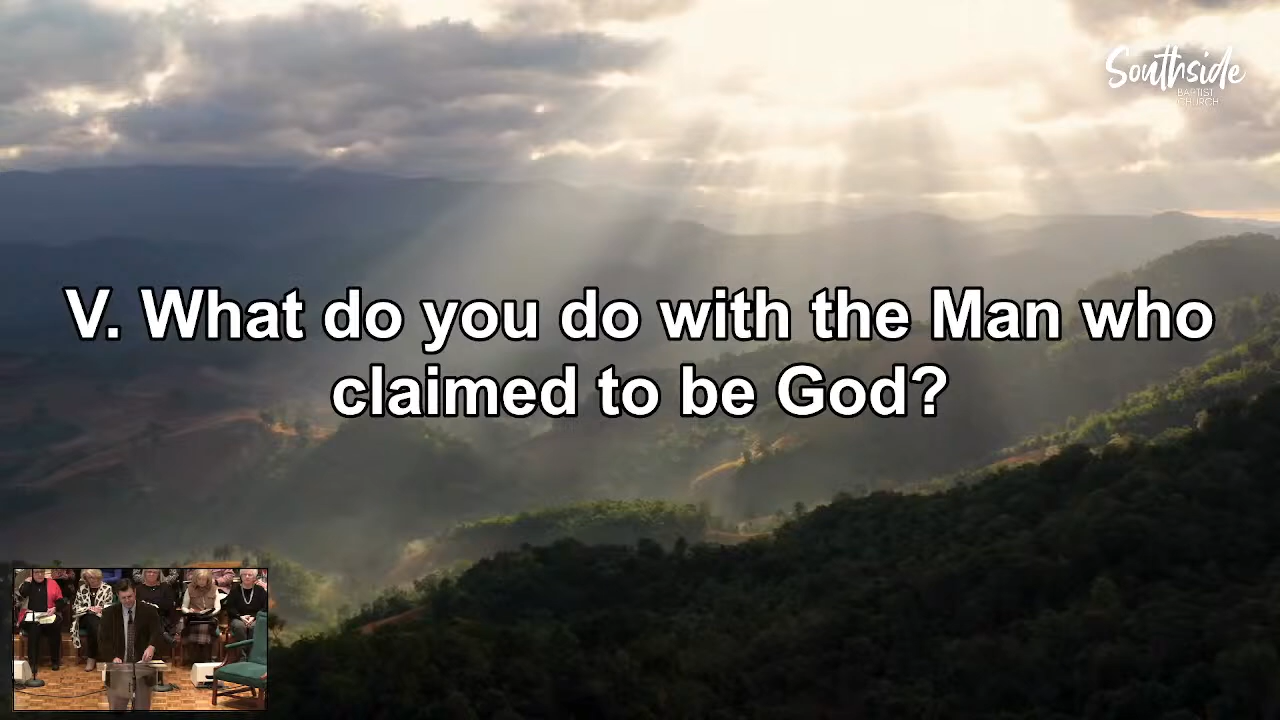 Southside
BAPTIST
CHURCH
V. What do you do with the Man who
claimed to be God?